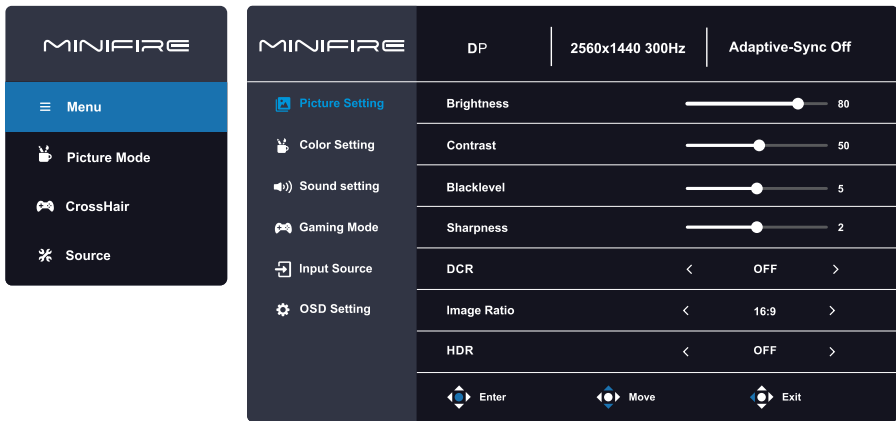 MINIFIRE
Menu
Picture Mode
CrossHair
Source
MINIFIRE
DP
2560x1440 300Hz
Adaptive-Sync Off
Picture Setting
Color Setting
Sound setting
Gaming Mode
Input Source
OSD Setting
Brightness 80
Contrast 50
Blacklevel 5
Sharpness 2
DCR < OFF >
Image Ratio < 16:9 >
HDR < OFF >
Enter
Move
Exit